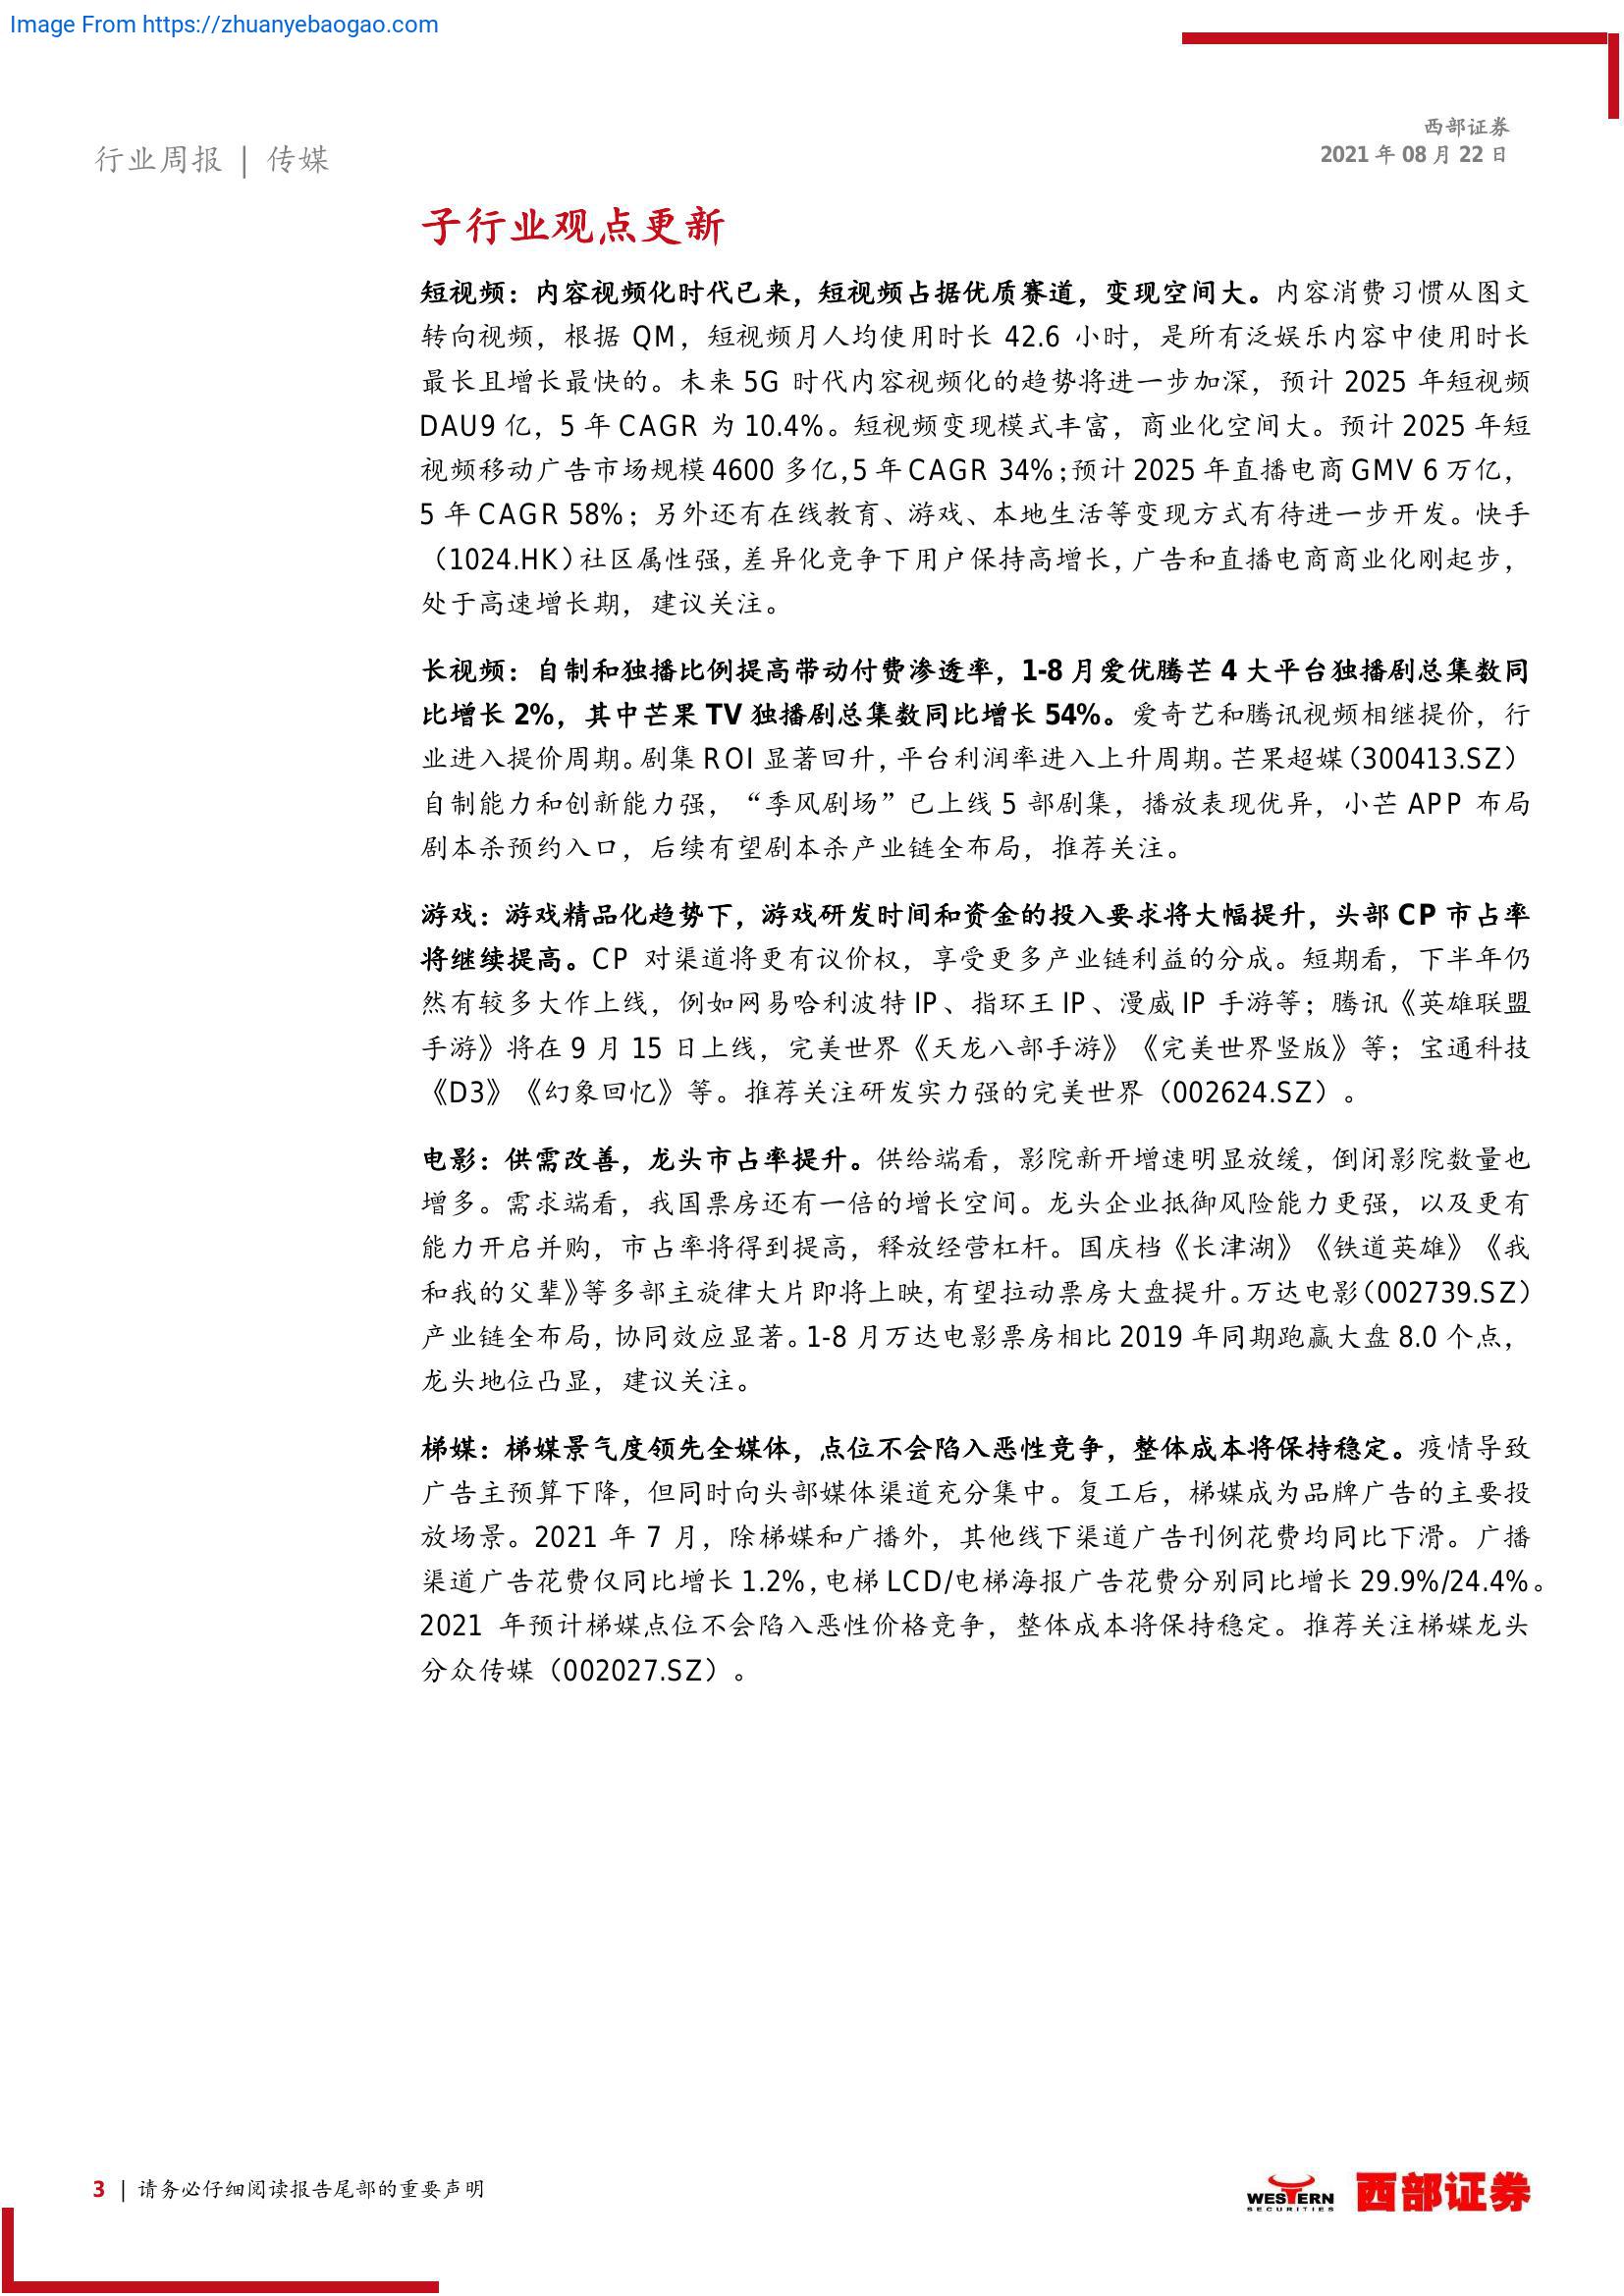 Image From https://zhuanyebaogao.com
西部证券
2021 年 08 月 22 日
行业周报 | 传媒
子行业观点更新
短视频：内容视频化时代已来，短视频占据优质赛道，变现空间大。内容消费习惯从图文
转向视频，根据 QM，短视频月人均使用时长 42.6 小时，是所有泛娱乐内容中使用时长
最长且增长最快的。未来 5G 时代内容视频化的趋势将进一步加深，预计 2025 年短视频
DAU9 亿，5 年 CAGR 为 10.4%。短视频变现模式丰富，商业化空间大。预计 2025 年短
视频移动广告市场规模 4600 多亿，5 年 CAGR 34%；预计 2025 年直播电商 GMV 6 万亿，
5 年 CAGR 58%；另外还有在线教育、游戏、本地生活等变现方式有待进一步开发。快手
（1024.HK）社区属性强，差异化竞争下用户保持高增长，广告和直播电商商业化刚起步，
处于高速增长期，建议关注。
长视频：自制和独播比例提高带动付费渗透率，1-8 月爱优腾芒 4 大平台独播剧总集数同
比增长 2%，其中芒果 TV 独播剧总集数同比增长 54%。爱奇艺和腾讯视频相继提价，行
业进入提价周期。剧集 ROI 显著回升，平台利润率进入上升周期。芒果超媒（300413.SZ）
自制能力和创新能力强，“季风剧场”已上线 5 部剧集，播放表现优异，小芒 APP 布局
剧本杀预约入口，后续有望剧本杀产业链全布局，推荐关注。
游戏：游戏精品化趋势下，游戏研发时间和资金的投入要求将大幅提升，头部 CP 市占率
将继续提高。CP 对渠道将更有议价权，享受更多产业链利益的分成。短期看，下半年仍
然有较多大作上线，例如网易哈利波特 IP、指环王 IP、漫威 IP 手游等；腾讯《英雄联盟
手游》将在 9 月 15 日上线，完美世界《天龙八部手游》《完美世界竖版》等；宝通科技
《D3》《幻象回忆》等。推荐关注研发实力强的完美世界（002624.SZ）。
电影：供需改善，龙头市占率提升。供给端看，影院新开增速明显放缓，倒闭影院数量也
增多。需求端看，我国票房还有一倍的增长空间。龙头企业抵御风险能力更强，以及更有
能力开启并购，市占率将得到提高，释放经营杠杆。国庆档《长津湖》《铁道英雄》《我
和我的父辈》等多部主旋律大片即将上映，有望拉动票房大盘提升。万达电影（002739.SZ）
产业链全布局，协同效应显著。1-8 月万达电影票房相比 2019 年同期跑赢大盘 8.0 个点，
龙头地位凸显，建议关注。
梯媒：梯媒景气度领先全媒体，点位不会陷入恶性竞争，整体成本将保持稳定。疫情导致
广告主预算下降，但同时向头部媒体渠道充分集中。复工后，梯媒成为品牌广告的主要投
放场景。2021 年 7 月，除梯媒和广播外，其他线下渠道广告刊例花费均同比下滑。广播
渠道广告花费仅同比增长 1.2%，电梯 LCD/电梯海报广告花费分别同比增长 29.9%/24.4%。
2021 年预计梯媒点位不会陷入恶性价格竞争，整体成本将保持稳定。推荐关注梯媒龙头
分众传媒（002027.SZ）。
3 | 请务必仔细阅读报告尾部的重要声明
WESTERN
SECURITIES
西部证券